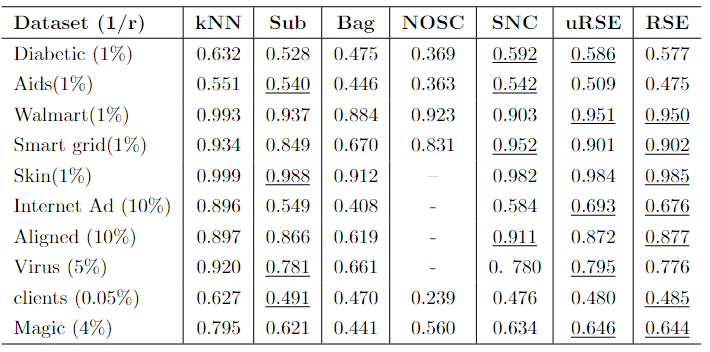 Dataset (1/r) kNN Sub Bag NOSC SNC uRSE RSE
Diabetic (1%) 0.632 0.528 0.475 0.369 0.592 0.586 0.577
Aids(1%) 0.551 0.540 0.446 0.363 0.542 0.509 0.475
Walmart(1%) 0.993 0.937 0.884 0.923 0.903 0.951 0.950
Smart grid(1%) 0.934 0.849 0.670 0.831 0.952 0.901 0.902
Skin(1%) 0.999 0.988 0.912 – 0.982 0.984 0.985
Internet Ad (10%) 0.896 0.549 0.408 - 0.584 0.693 0.676
Aligned (10%) 0.897 0.866 0.619 - 0.911 0.872 0.877
Virus (5%) 0.920 0.781 0.661 - 0. 780 0.795 0.776
clients (0.05%) 0.627 0.491 0.470 0.239 0.476 0.480 0.485
Magic (4%) 0.795 0.621 0.441 0.560 0.634 0.646 0.644